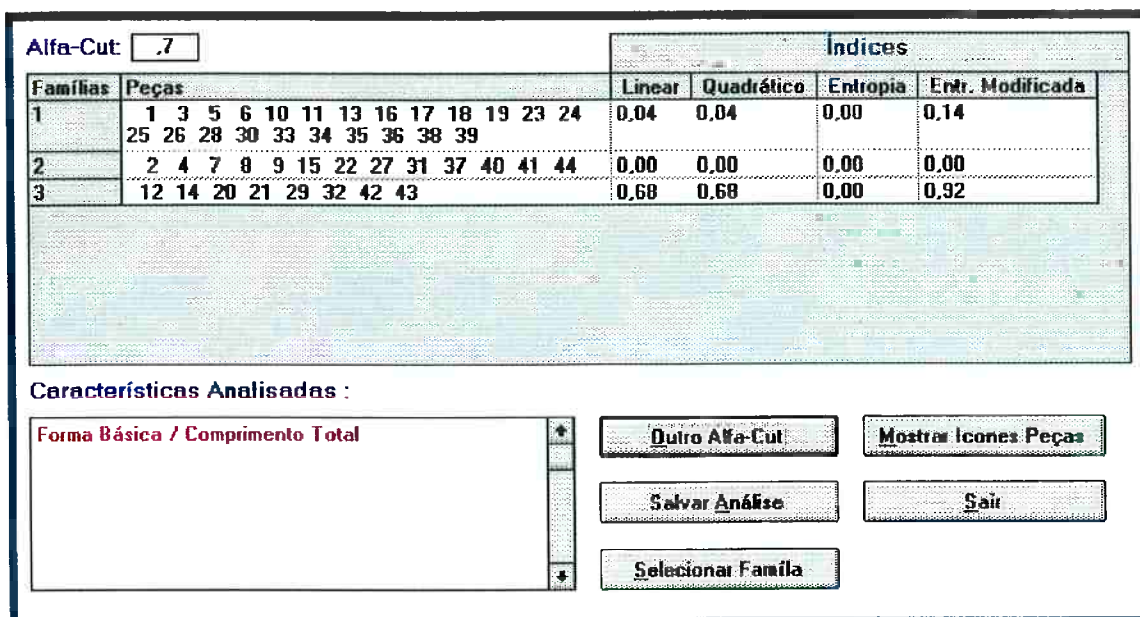 Alfa-Cut: ,7
Índices
Famílias Peças Linear Quadrático Entropia Entr. Modificada
1 1 3 5 6 10 11 13 16 17 18 19 23 24 0,04 0,04 0,00 0,14
25 26 28 30 33 34 35 36 38 39
2 2 4 7 8 9 15 22 27 31 37 40 41 44 0,00 0,00 0,00 0,00
3 12 14 20 21 29 32 42 43 0,68 0,68 0,00 0,92
Características Analisadas :
Forma Básica / Comprimento Total
Outro Alfa-Cut Mostrar Icones Peças
Salvar Análise Sair
Selecionar Famíla